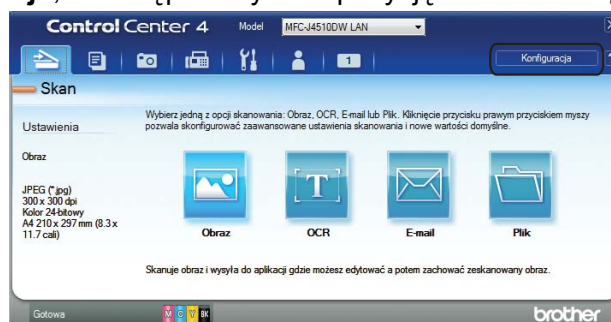 Control Center 4 Model MFC-J4510DW LAN
1 Konfiguracja
Skan
Wybierz jedną z opcji skanowania: Obraz, OCR, E-mail lub Plik. Kliknięcie przycisku prawym przyciskiem myszy
pozwala skonfigurować zaawansowane ustawienia skanowania i nowe wartości domyślne.
Ustawienia
Obraz
JPEG (*.jpg)
300 x 300 dpi
Kolor 24-bitowy
A4 210 x 297 mm (8.3 x
11.7 cali)
T
Obraz OCR E-mail Plik
Skanuje obraz i wysyła do aplikacji gdzie możesz edytować a potem zachować zeskanowany obraz.
Gotowa M C Y BK brother